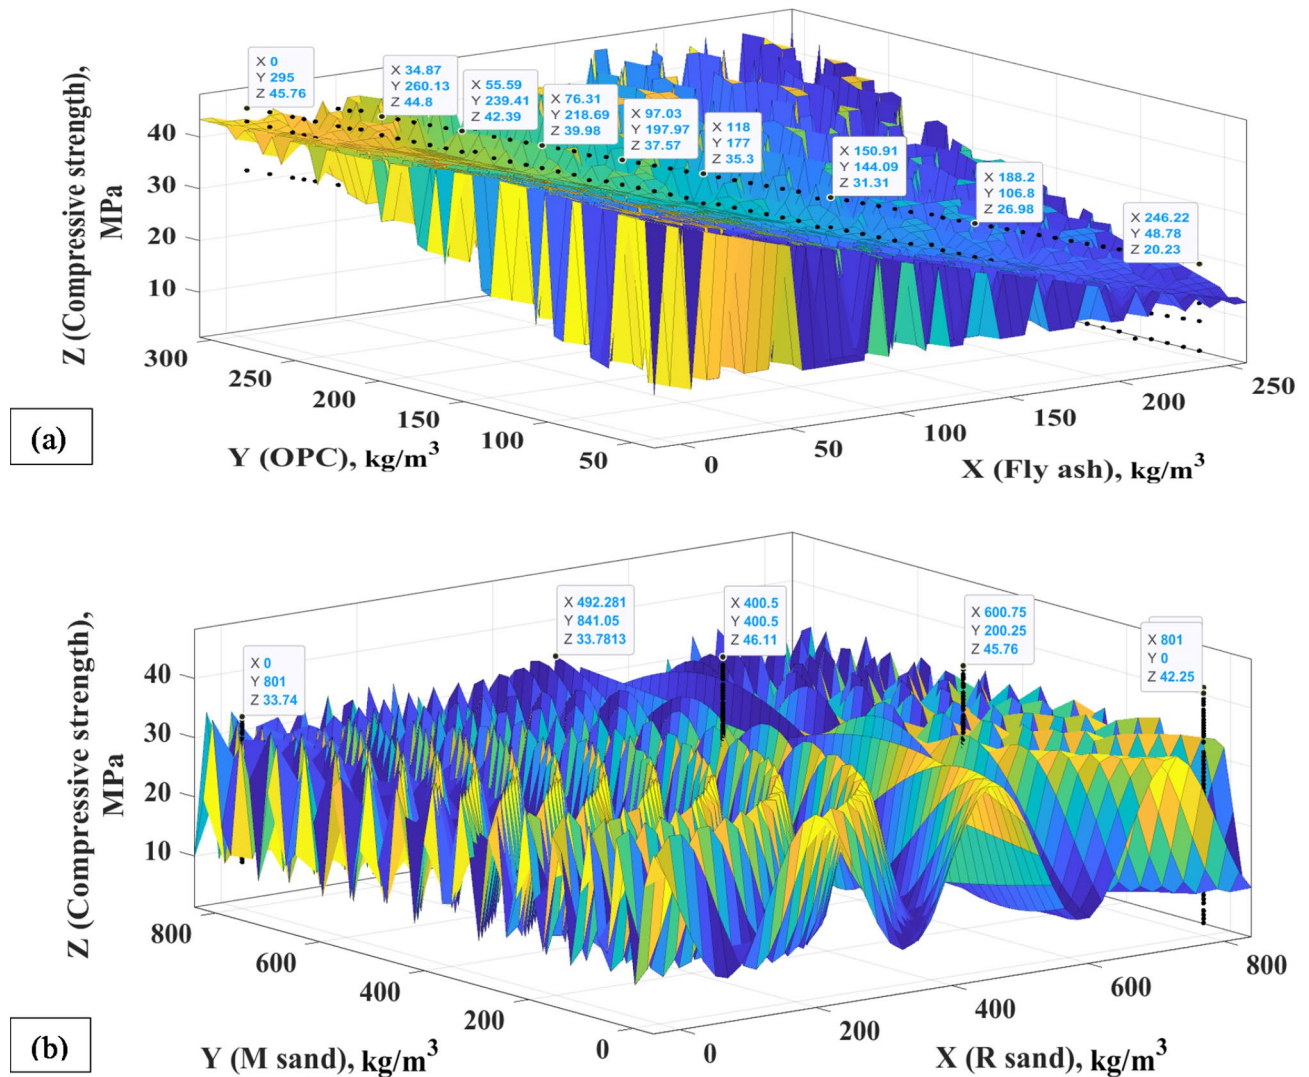 (a)
Z (Compressive strength),
MPa
40
30
20
10
X 0
Y 295
Z 45.76
X 34.87
Y 260.13
Z 44.8
X 55.59
Y 239.41
Z 42.39
X 76.31
Y 218.69
Z 39.98
X 97.03
Y 197.97
Z 37.57
X 118
Y 177
Z 35.3
X 150.91
Y 144.09
Z 31.31
X 188.2
Y 106.8
Z 26.98
X 246.22
Y 48.78
Z 20.23
300
250
200
150
100
50
Y (OPC), kg/m³
0
50
100
150
200
250
X (Fly ash), kg/m³
(b)
Z (Compressive strength),
MPa
40
30
20
10
X 0
Y 801
Z 33.74
X 492.281
Y 841.05
Z 33.7813
X 400.5
Y 400.5
Z 46.11
X 600.75
Y 200.25
Z 45.76
X 801
Y 0
Z 42.25
800
600
400
200
0
Y (M sand), kg/m³
0
200
400
600
800
X (R sand), kg/m³